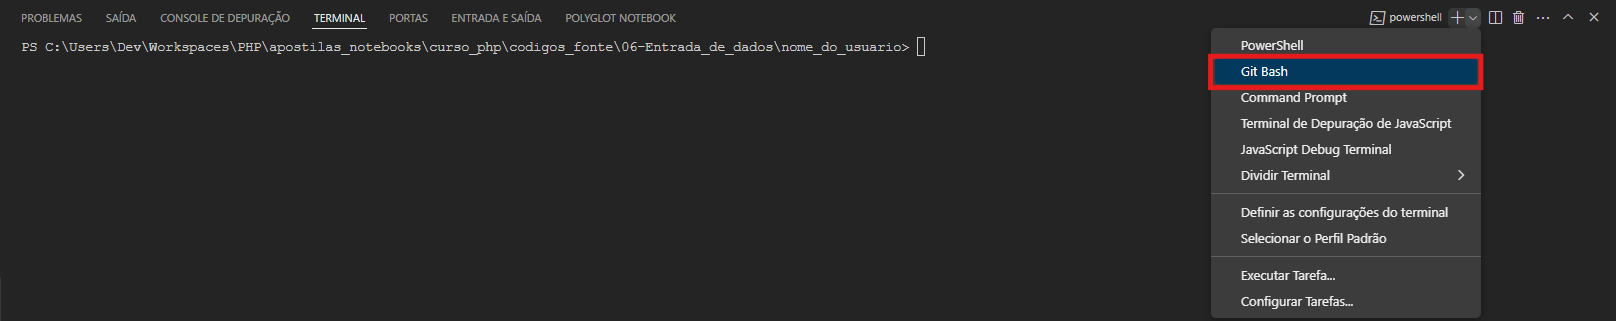 PROBLEMAS SAÍDA CONSOLE DE DEPURAÇÃO TERMINAL PORTAS ENTRADA E SAÍDA POLYGLOT NOTEBOOK powershell
PS C:\Users\Dev\Workspaces\PHP\apostilas_notebooks\curso_php\codigos_fonte\06-Entrada_de_dados\nome_do_usuario>
PowerShell
Git Bash
Command Prompt
Terminal de Depuração de JavaScript
JavaScript Debug Terminal
Dividir Terminal
Definir as configurações do terminal
Selecionar o Perfil Padrão
Executar Tarefa...
Configurar Tarefas...